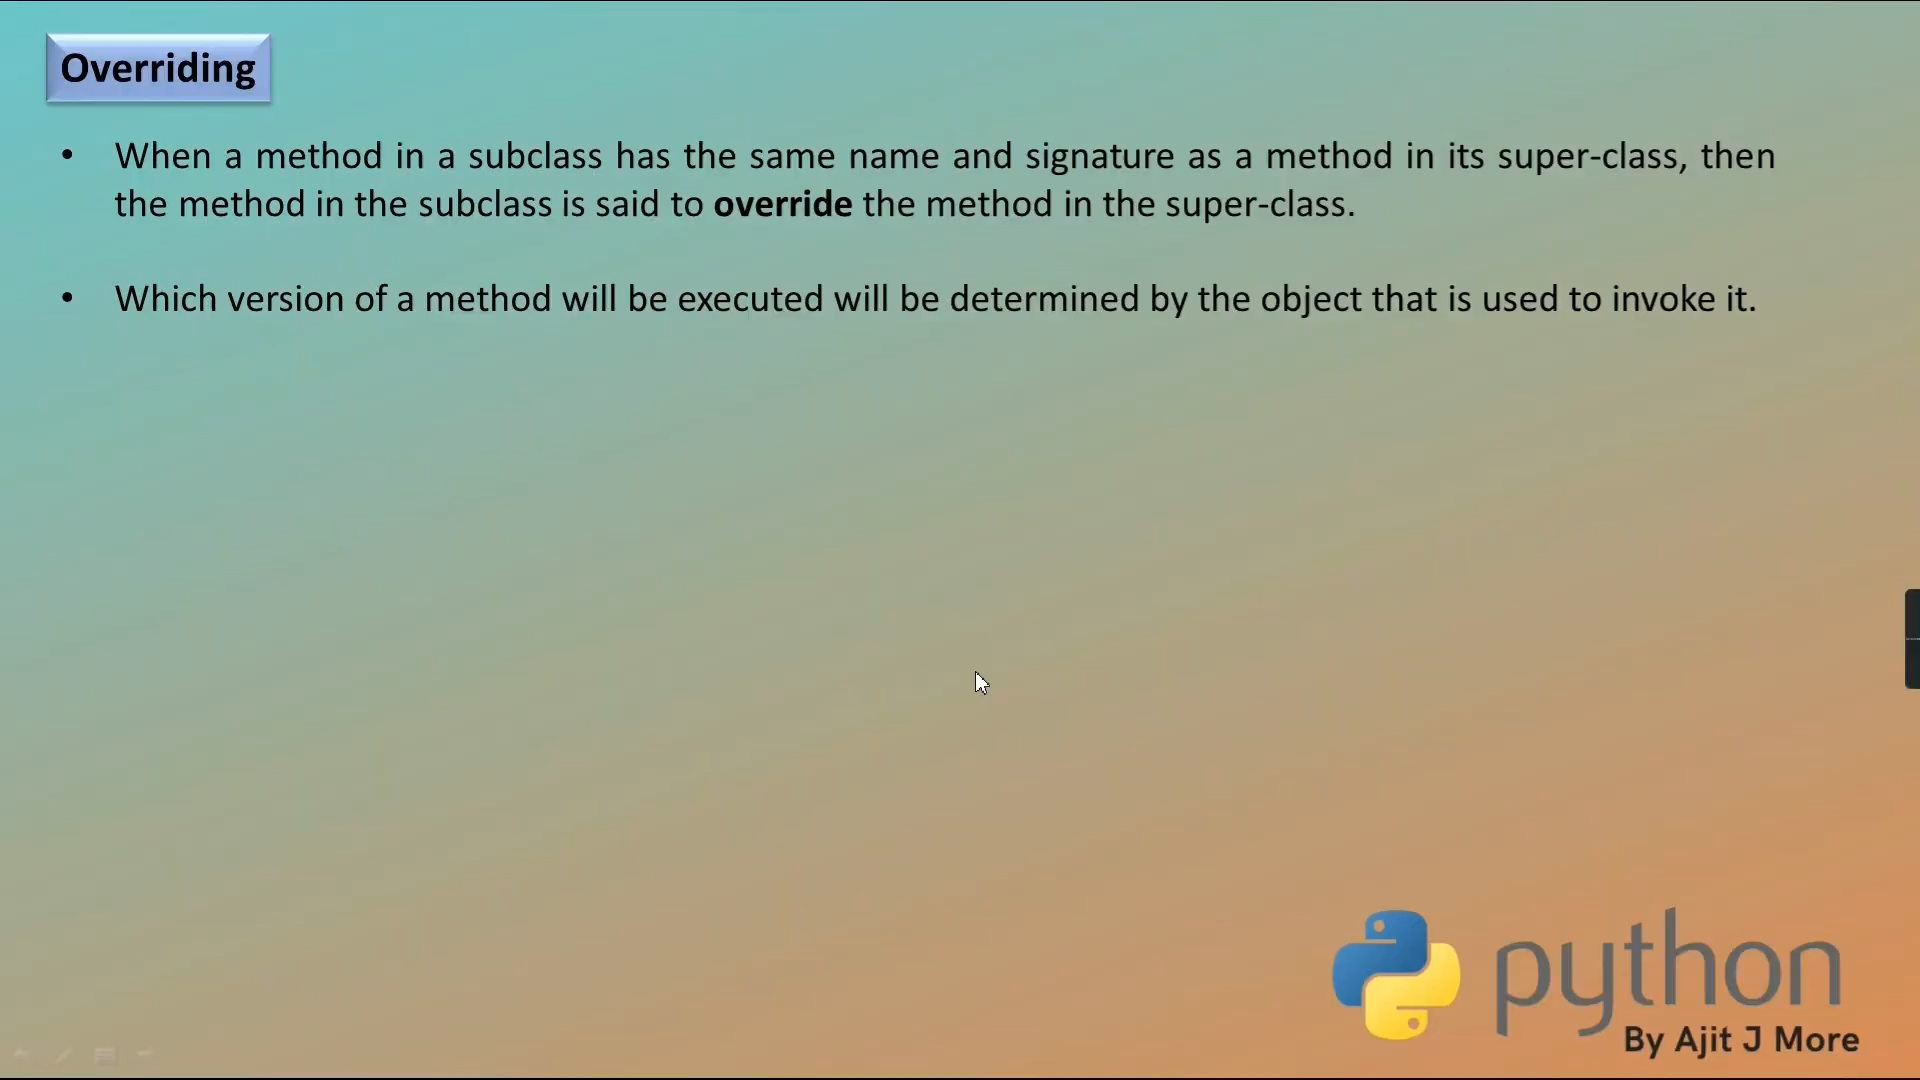 Overriding
• When a method in a subclass has the same name and signature as a method in its super-class, then
the method in the subclass is said to override the method in the super-class.
• Which version of a method will be executed will be determined by the object that is used to invoke it.
python
By Ajit J More